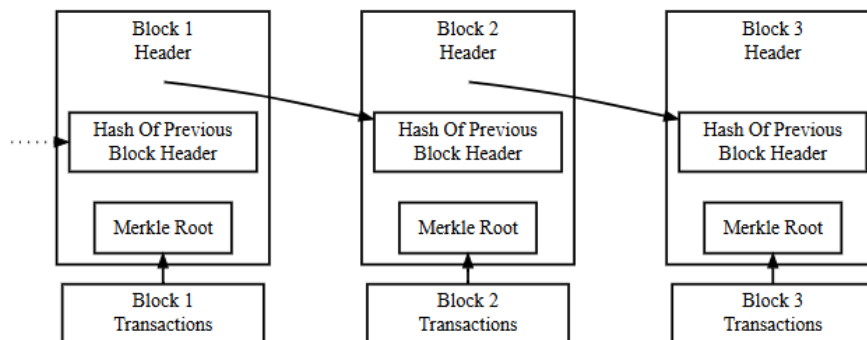 Block 1
Header
Hash Of Previous
Block Header
Merkle Root
Block 1
Transactions
Block 2
Header
Hash Of Previous
Block Header
Merkle Root
Block 2
Transactions
Block 3
Header
Hash Of Previous
Block Header
Merkle Root
Block 3
Transactions